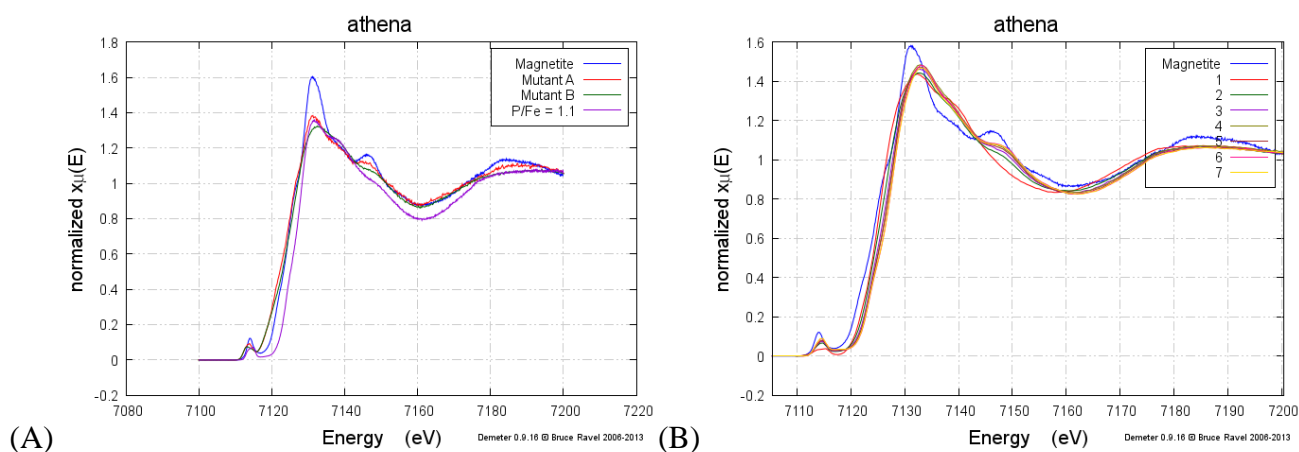 athena
normalized xμ(E)
1.8
1.6
1.4
1.2
1
0.8
0.6
0.4
0.2
0
-0.2
Magnetite
Mutant A
Mutant B
P/Fe = 1.1
7080 7100 7120 7140 7160 7180 7200 7220
Energy (eV)
Demeter 0.9.16 © Bruce Ravel 2006-2013
(A)
athena
normalized xμ(E)
1.6
1.4
1.2
1
0.8
0.6
0.4
0.2
0
-0.2
Magnetite
1
2
3
4
5
6
7
7110 7120 7130 7140 7150 7160 7170 7180 7190 7200
Energy (eV)
Demeter 0.9.16 © Bruce Ravel 2006-2013
(B)